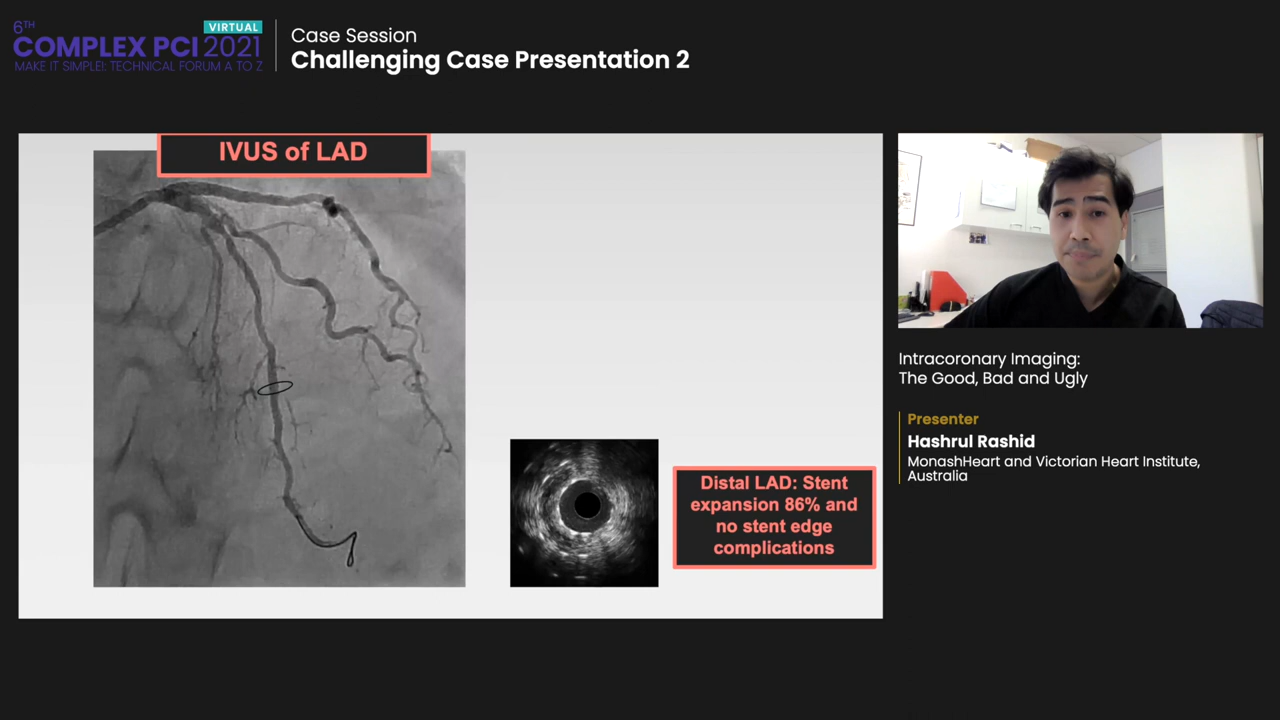 6TH
VIRTUAL
COMPLEX PCI 2021
MAKE IT SIMPLE!: TECHNICAL FORUM A TO Z
Case Session
Challenging Case Presentation 2
IVUS of LAD
Distal LAD: Stent
expansion 86% and
no stent edge
complications
Intracoronary Imaging:
The Good, Bad and Ugly
Presenter
Hashrul Rashid
MonashHeart and Victorian Heart Institute,
Australia